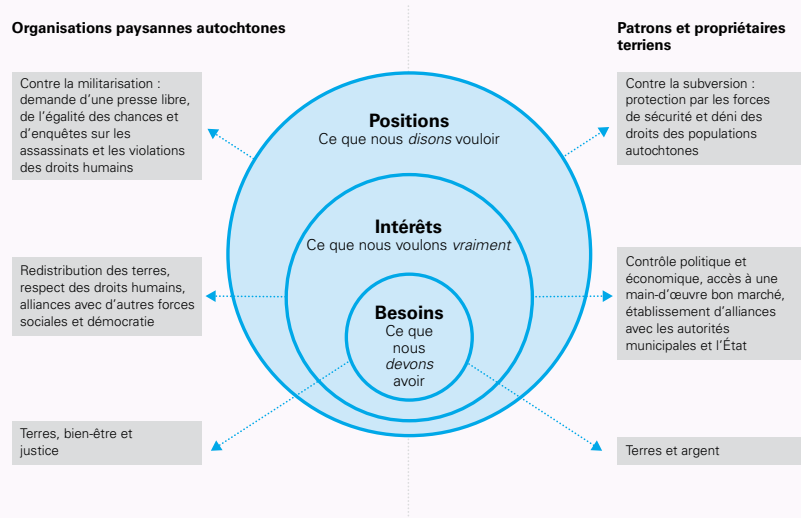 Organisations paysannes autochtones
Contre la militarisation :
demande d'une presse libre,
de l'égalité des chances et
d'enquêtes sur les
assassinats et les violations
des droits humains
Redistribution des terres,
respect des droits humains,
alliances avec d'autres forces
sociales et démocratie
Terres, bien-être et
justice
Positions
Ce que nous disons vouloir
Intérêts
Ce que nous voulons vraiment
Besoins
Ce que
nous
devons
avoir
Patrons et propriétaires
terriens
Contre la subversion :
protection par les forces
de sécurité et déni des
droits des populations
autochtones
Contrôle politique et
économique, accès à une
main-d'œuvre bon marché,
établissement d'alliances
avec les autorités
municipales et l'État
Terres et argent